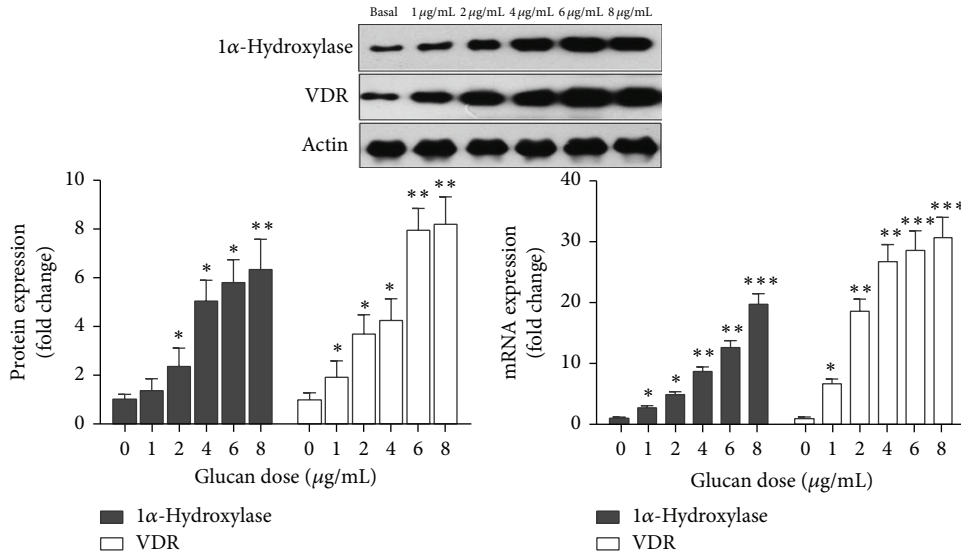 Basal 1 μg/mL 2 μg/mL 4 μg/mL 6 μg/mL 8 μg/mL
1α-Hydroxylase
VDR
Actin
Protein expression
(fold change)
10
8
6
4
2
0
* * * ** * * * ** **
0 1 2 4 6 8 0 1 2 4 6 8
Glucan dose (μg/mL)
1α-Hydroxylase
VDR
mRNA expression
(fold change)
40
30
20
10
0
* * ** ** *** * ** ** *** ***
0 1 2 4 6 8 0 1 2 4 6 8
Glucan dose (μg/mL)
1α-Hydroxylase
VDR